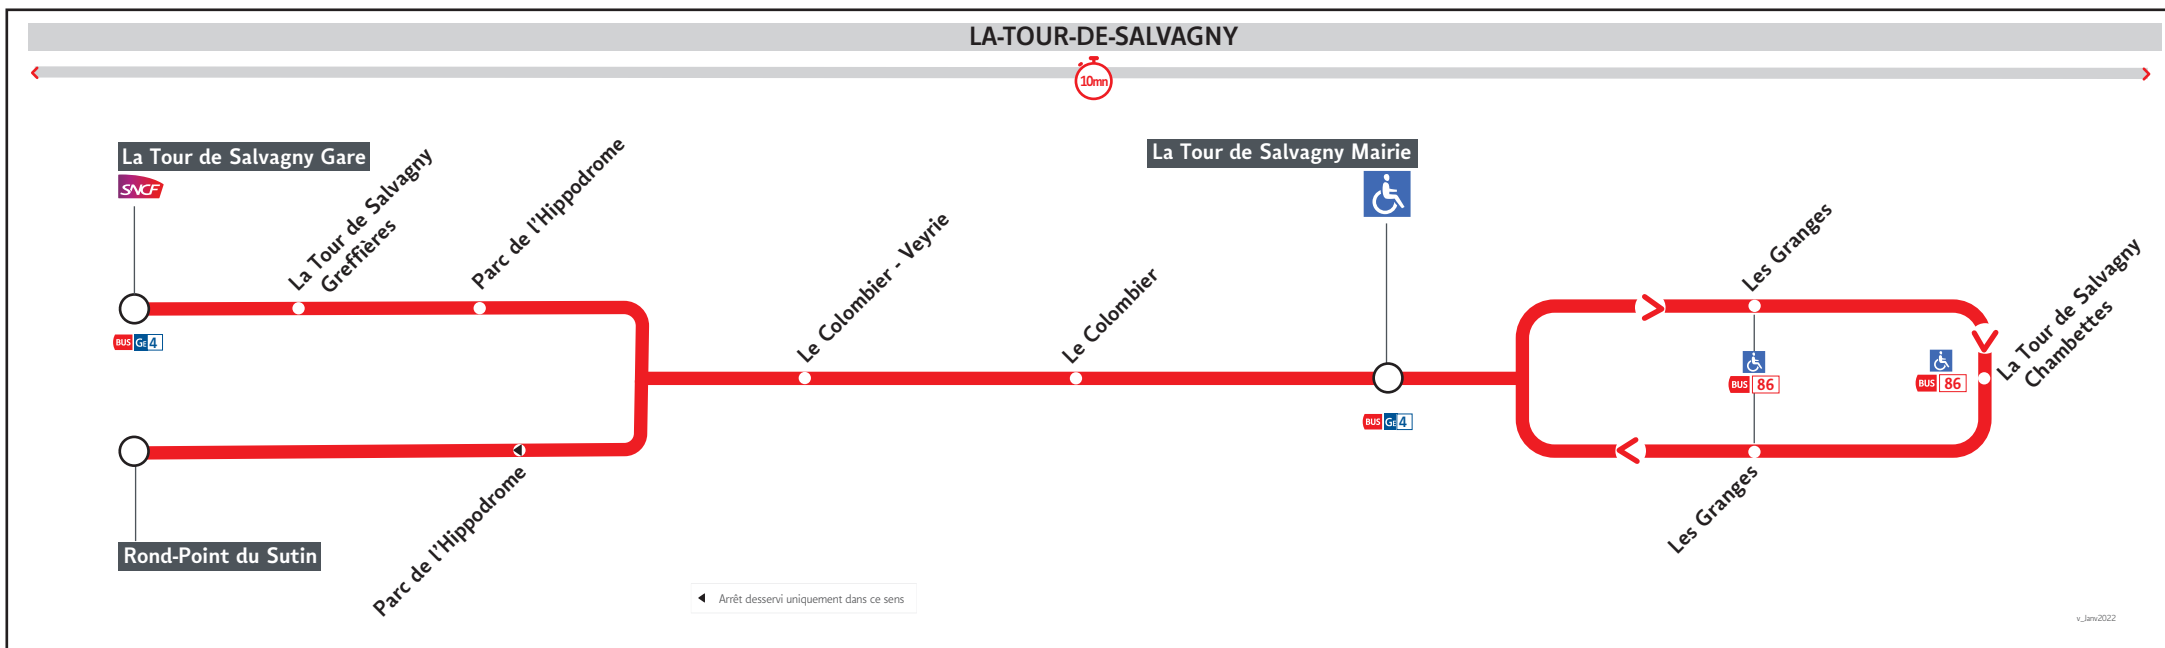 LA-TOUR-DE-SALVAGNY
10mn
La Tour de Salvagny Gare
SNCF
La Tour de Salvagny
Greffières
Parc de l'Hippodrome
BUS GE 4
Le Colombier - Veyrie
Le Colombier
La Tour de Salvagny Mairie
BUS GE 4
Les Granges
BUS 86
BUS 86
La Tour de Salvagny
Chambettes
Les Granges
Parc de l'Hippodrome
Rond-Point du Sutin
Arrêt desservi uniquement dans ce sens
v_Janv2022